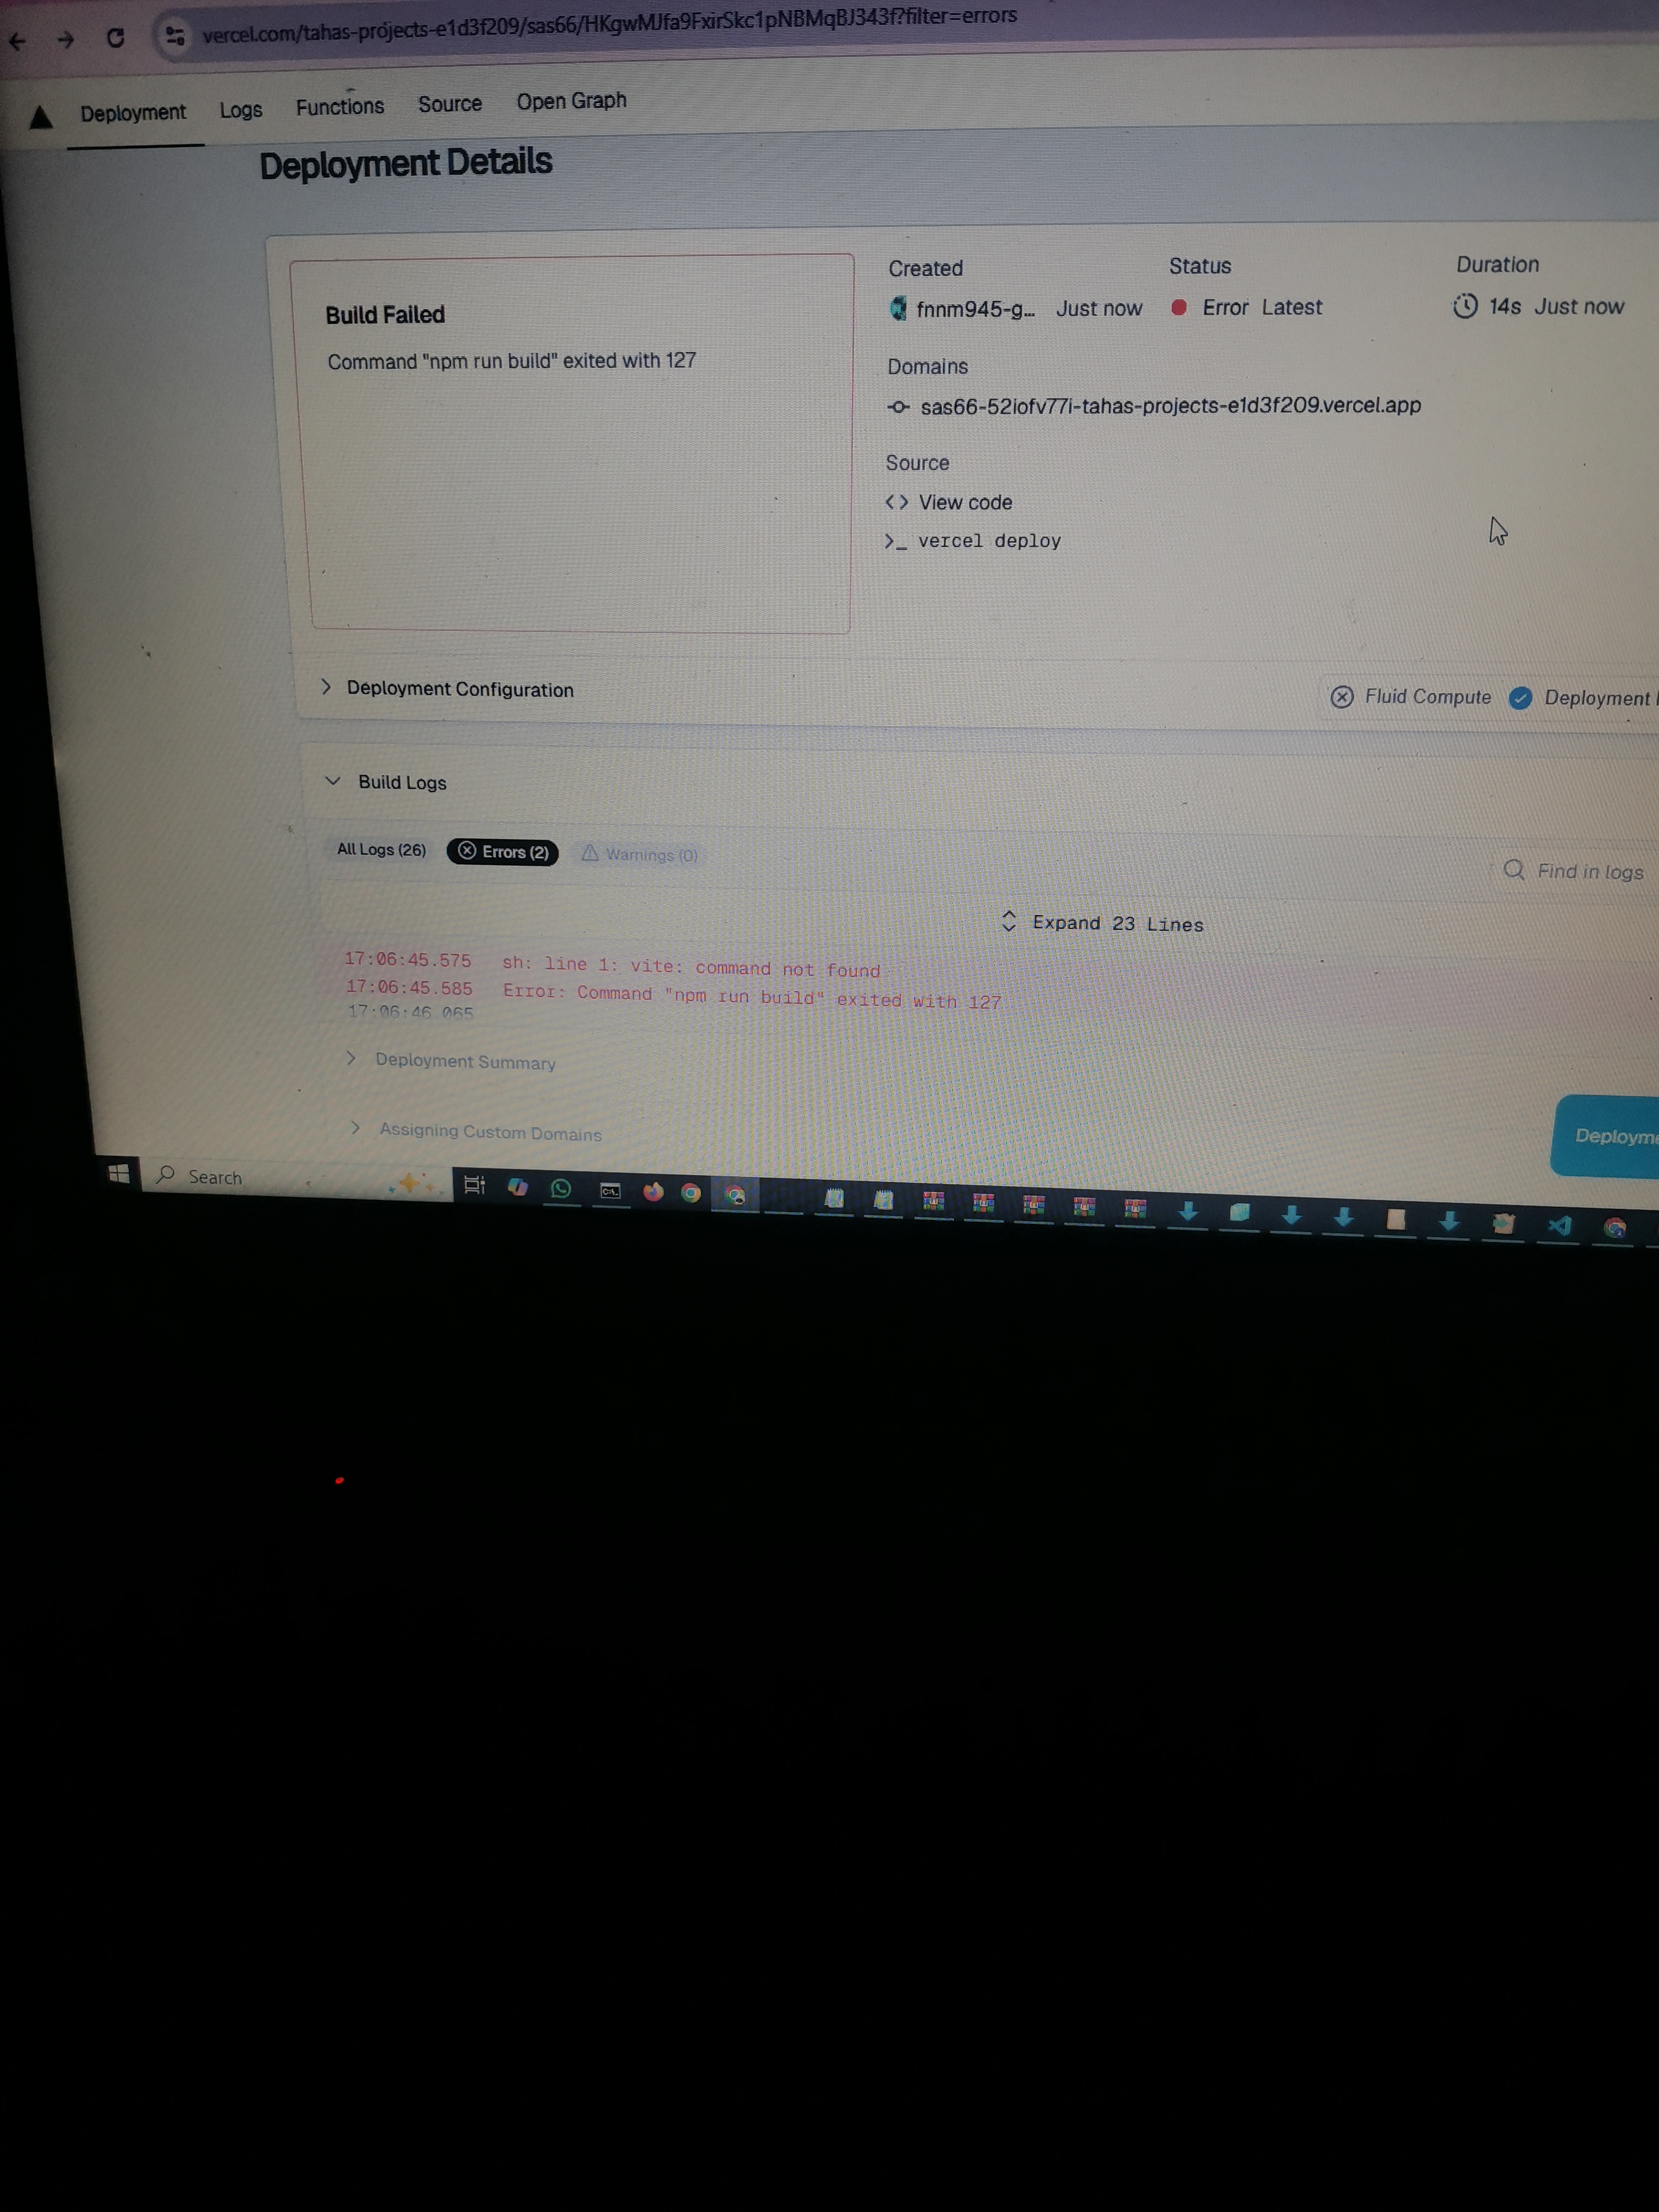 vercel.com/tahas-projects-e1d3f209/sas66/HKgwMJfa9FxirSkc1pNBMqBJ343f?filter=errors
Deployment Logs Functions Source Open Graph
Deployment Details
Build Failed
Command "npm run build" exited with 127
Created Status Duration
fnnm945-g... Just now Error Latest 14s Just now
Domains
sas66-52iofv77i-tahas-projects-e1d3f209.vercel.app
Source
<> View code
>_ vercel deploy
Deployment Configuration
Fluid Compute Deployment
Build Logs
All Logs (26) Errors (2) Warnings (0)
Find in logs
Expand 23 Lines
17:06:45.575 sh: line 1: vite: command not found
17:06:45.585 Error: Command "npm run build" exited with 127
17:06:46.065
Deployment Summary
Assigning Custom Domains
Deployme
Search